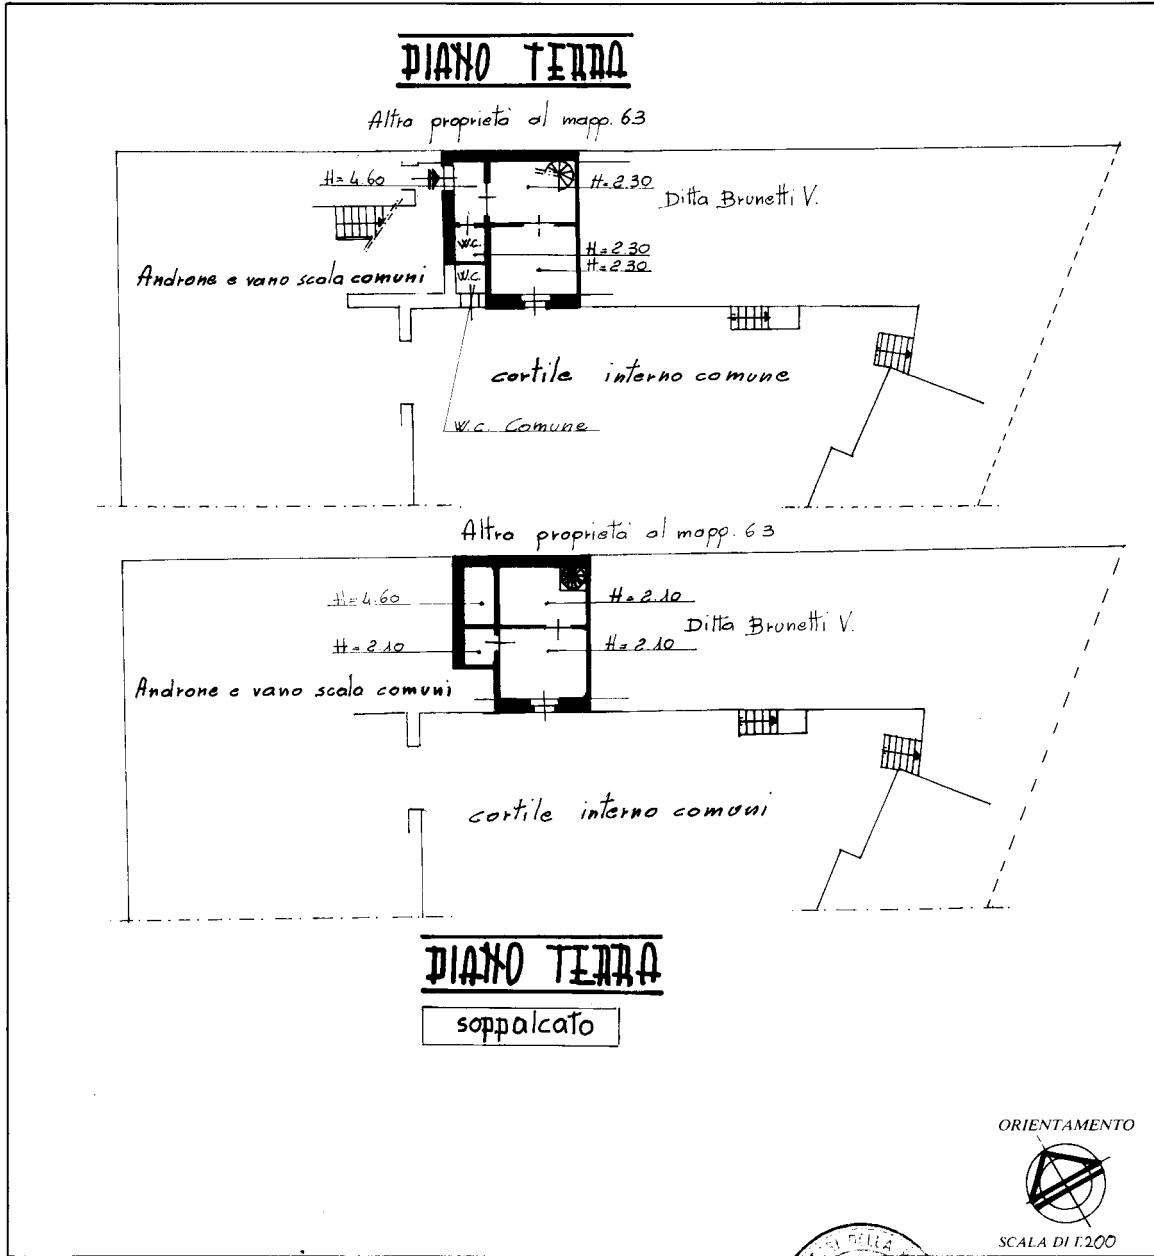 PIANO TERRA
Altra proprietà al mapp. 63
H= 4.60
H=2.30
Ditta Brunetti V.
W.C.
H=2.30
H=2.30
W.C.
Androne e vano scala comuni
cortile interno comune
W.C. Comune
Altra proprietà al mapp. 63
H=4.60
H=2.10
Ditta Brunetti V.
H=2.10
H=2.10
Androne e vano scala comuni
cortile interno comuni
PIANO TERRA
soppalcato
ORIENTAMENTO
SCALA DI 1:200
DELLA